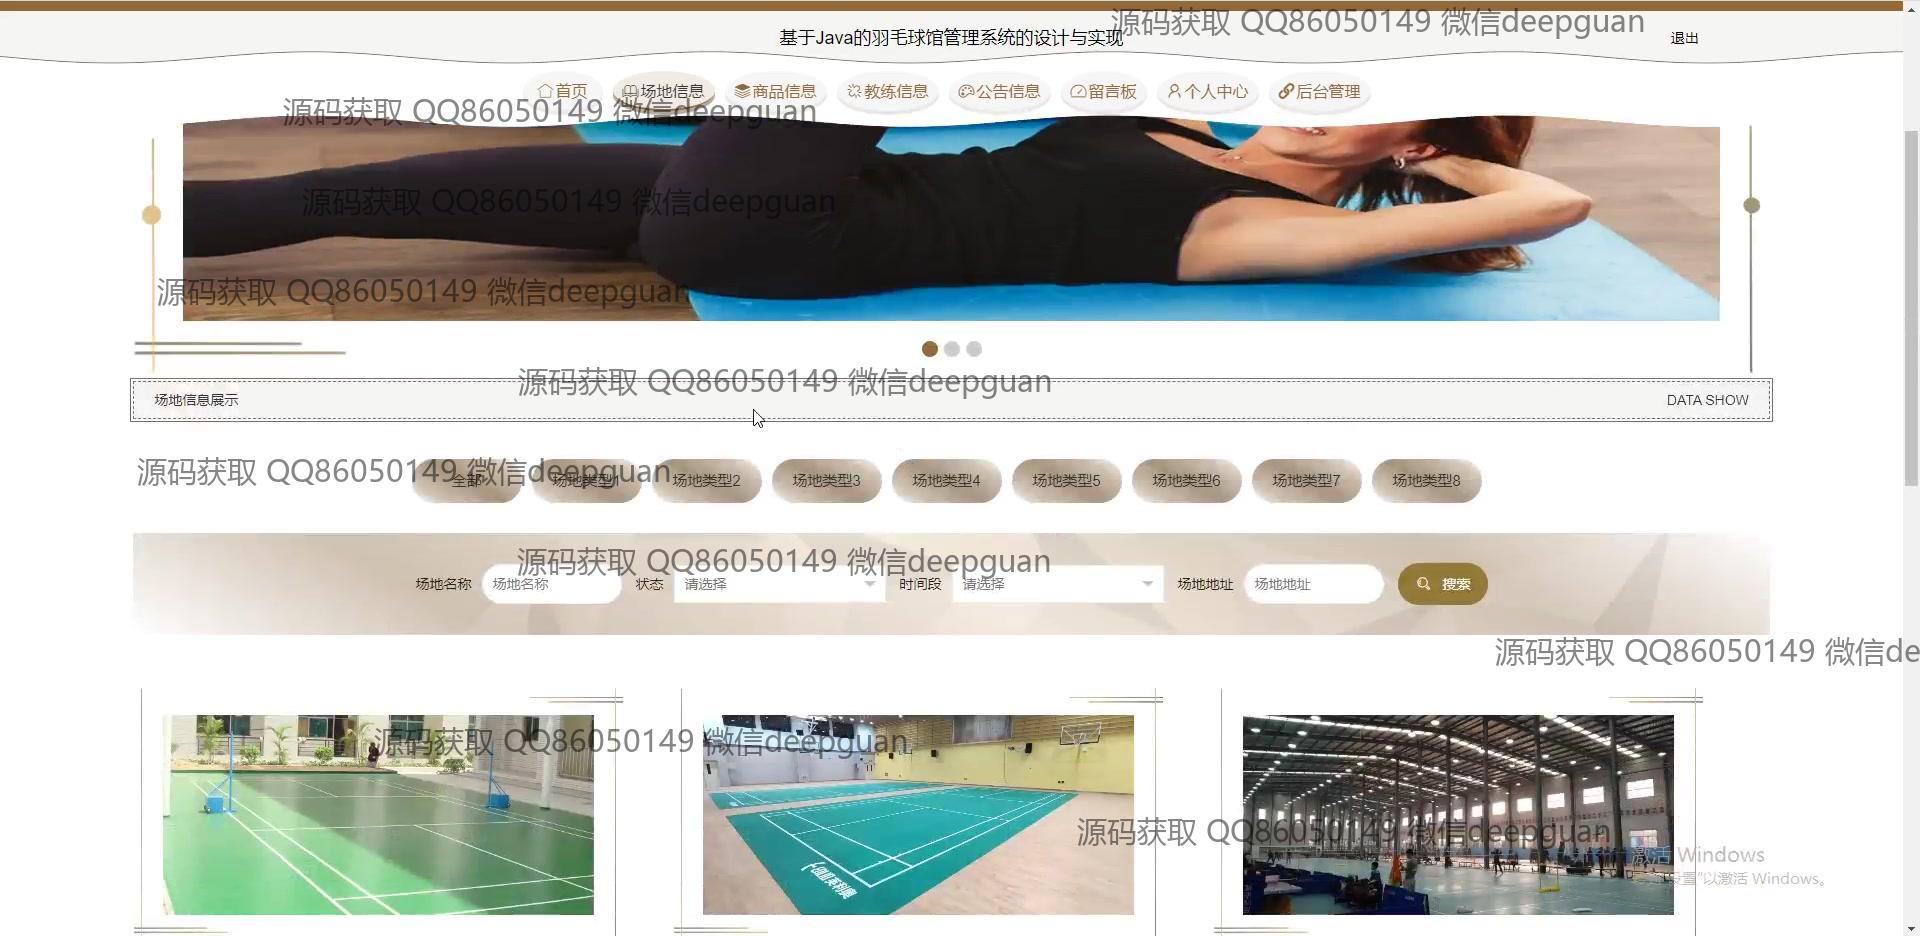 源码获取 QQ86050149 微信deepguan
基于Java的羽毛球馆管理系统的设计与实现
退出
首页 场地信息 商品信息 教练信息 公告信息 留言板 个人中心 后台管理
源码获取 QQ86050149 微信deepguan
源码获取 QQ86050149 微信deepguan
源码获取 QQ86050149 微信deepguan
源码获取 QQ86050149 微信deepguan
场地信息展示 DATA SHOW
源码获取 QQ86050149 微信deepguan
全部 场地类型1 场地类型2 场地类型3 场地类型4 场地类型5 场地类型6 场地类型7 场地类型8
源码获取 QQ86050149 微信deepguan
场地名称 场地名称 状态 请选择 时间段 请选择 场地地址 场地地址 搜索
源码获取 QQ86050149 微信de
源码获取 QQ86050149 微信deepguan
源码获取 QQ86050149 微信deepguan
激活 Windows
设置"以激活 Windows。